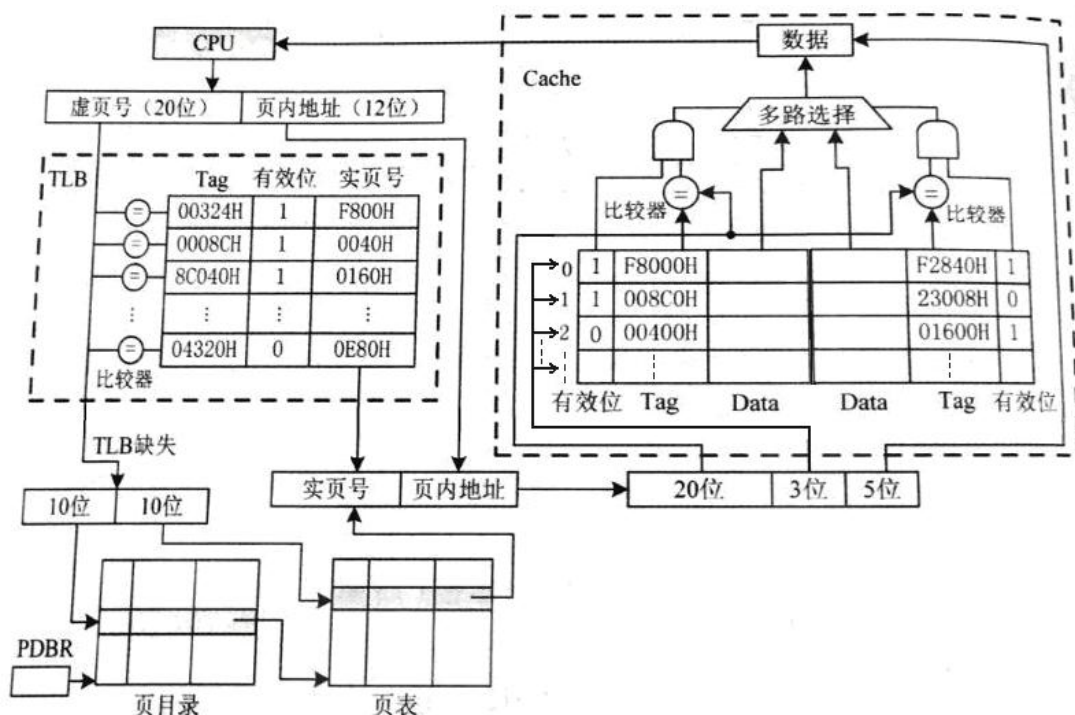 CPU
数据
Cache
虚页号（20位） 页内地址（12位）
多路选择
TLB
Tag 有效位 实页号
= 00324H 1 F800H
= 0008CH 1 0040H
= 8C040H 1 0160H
⋮ ⋮ ⋮ ⋮
= 04320H 0 0E80H
比较器
= =
比较器 比较器
0 1 F8000H F2840H 1
1 1 008C0H 23008H 0
2 0 00400H 01600H 1
有效位 Tag Data Data Tag 有效位
TLB缺失
10位 10位
实页号 页内地址
20位 3位 5位
PDBR
页目录 页表